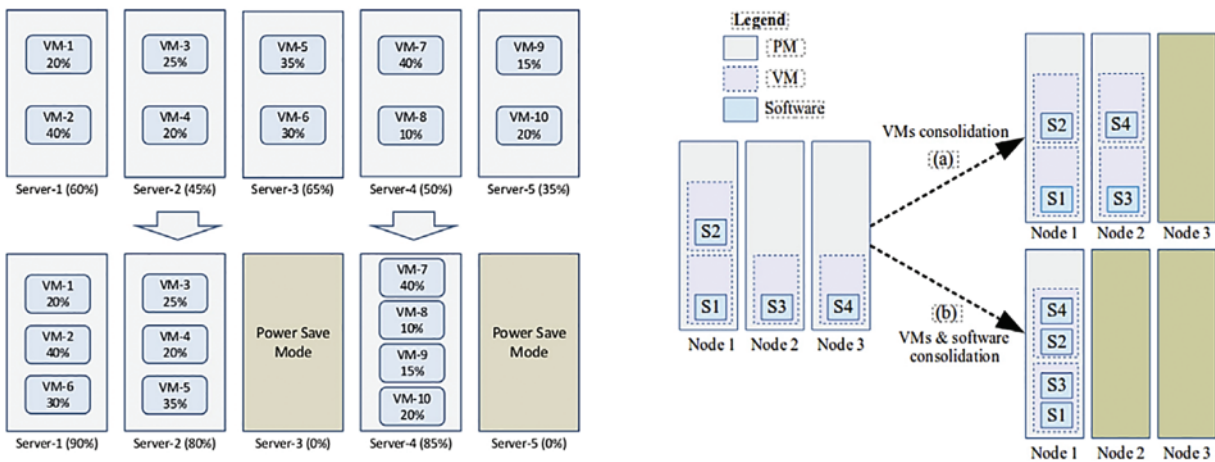 VM-1
20%
VM-2
40%
Server-1 (60%)
VM-3
25%
VM-4
20%
Server-2 (45%)
VM-5
35%
VM-6
30%
Server-3 (65%)
VM-7
40%
VM-8
10%
Server-4 (50%)
VM-9
15%
VM-10
20%
Server-5 (35%)
VM-1
20%
VM-2
40%
VM-6
30%
Server-1 (90%)
VM-3
25%
VM-4
20%
VM-5
35%
Server-2 (80%)
Power Save
Mode
Server-3 (0%)
VM-7
40%
VM-8
10%
VM-9
15%
VM-10
20%
Server-4 (85%)
Power Save
Mode
Server-5 (0%)
Legend
PM
VM
Software
S2
S1
Node 1
S3
Node 2
S4
Node 3
VMs consolidation
(a)
S2
S1
Node 1
S4
S3
Node 2
Node 3
(b)
VMs & software
consolidation
S4
S2
S3
S1
Node 1
Node 2
Node 3